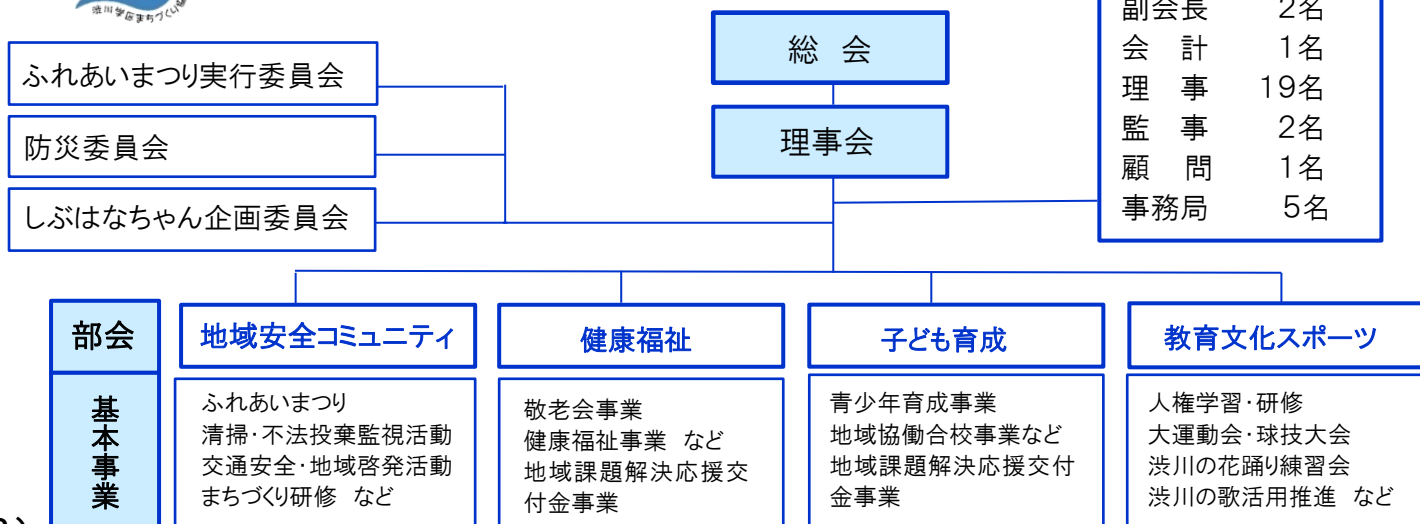 渋川学区まちづくり
ふれあいまつり実行委員会
防災委員会
しぶはなちゃん企画委員会
総 会
理事会
副会長 2名
会 計 1名
理 事 19名
監 事 2名
顧 問 1名
事務局 5名
部会
地域安全コミュニティ
健康福祉
子ども育成
教育文化スポーツ
基本事業
ふれあいまつり
清掃・不法投棄監視活動
交通安全・地域啓発活動
まちづくり研修 など
敬老会事業
健康福祉事業 など
地域課題解決応援交
付金事業
青少年育成事業
地域協働合校事業など
地域課題解決応援交付
金事業
人権学習・研修
大運動会・球技大会
渋川の花踊り練習会
渋川の歌活用推進 など